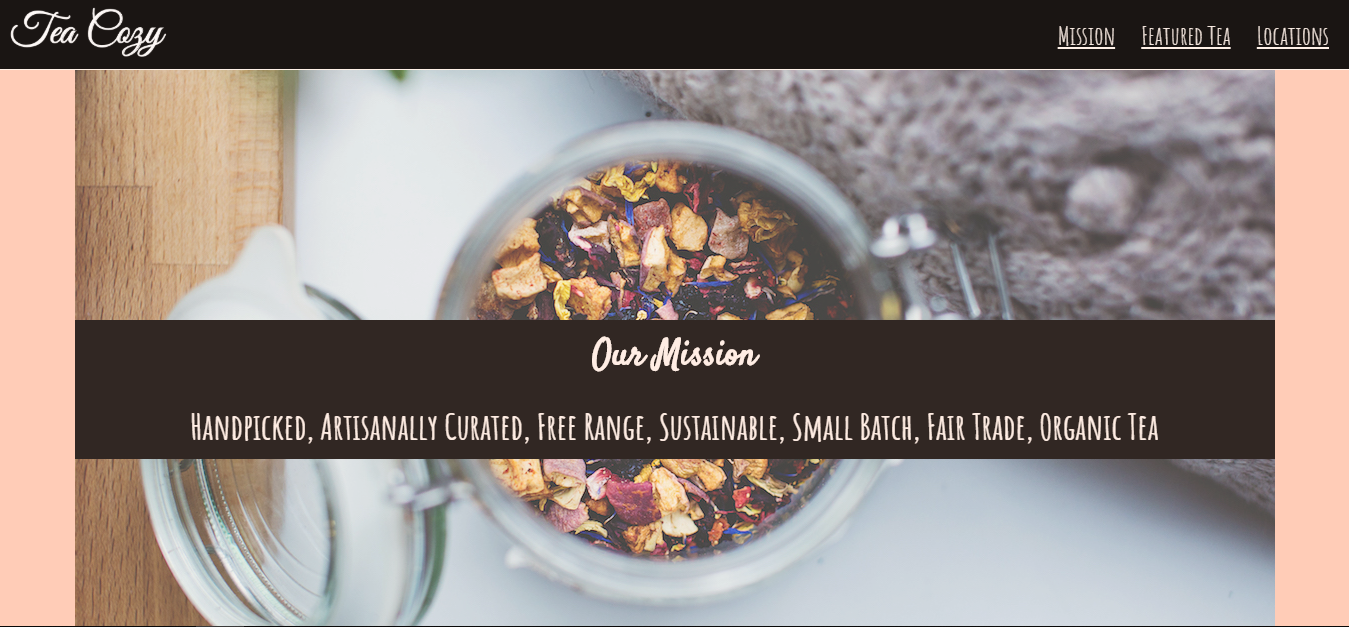 Tea Cozy
Mission Featured Tea Locations
Our Mission
Handpicked, Artisanally Curated, Free Range, Sustainable, Small Batch, Fair Trade, Organic Tea